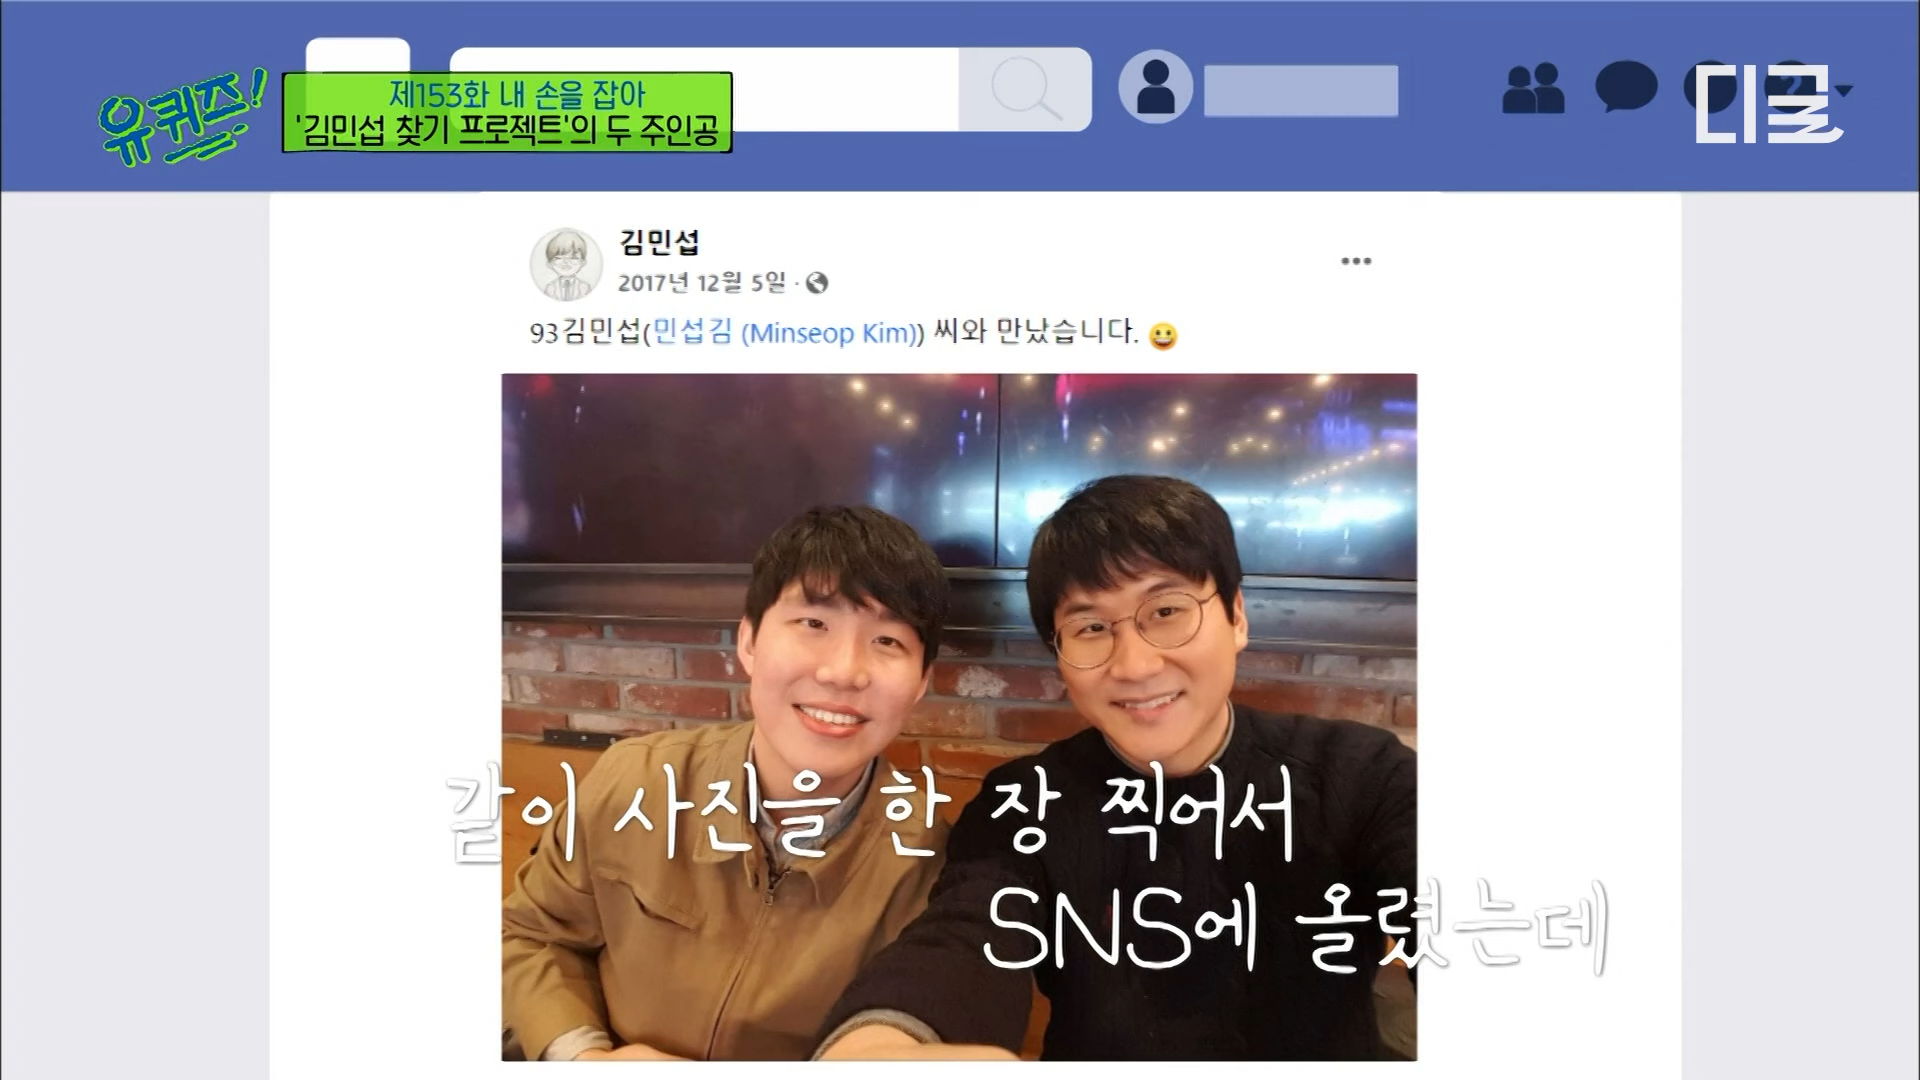 유퀴즈!
제153화 내 손을 잡아
'김민섭 찾기 프로젝트'의 두 주인공
?
디글
김민섭
2017년 12월 5일 ·
93김민섭(민섭김 (Minseop Kim)) 씨와 만났습니다. 😀
같이 사진을 한 장 찍어서
SNS에 올렸는데